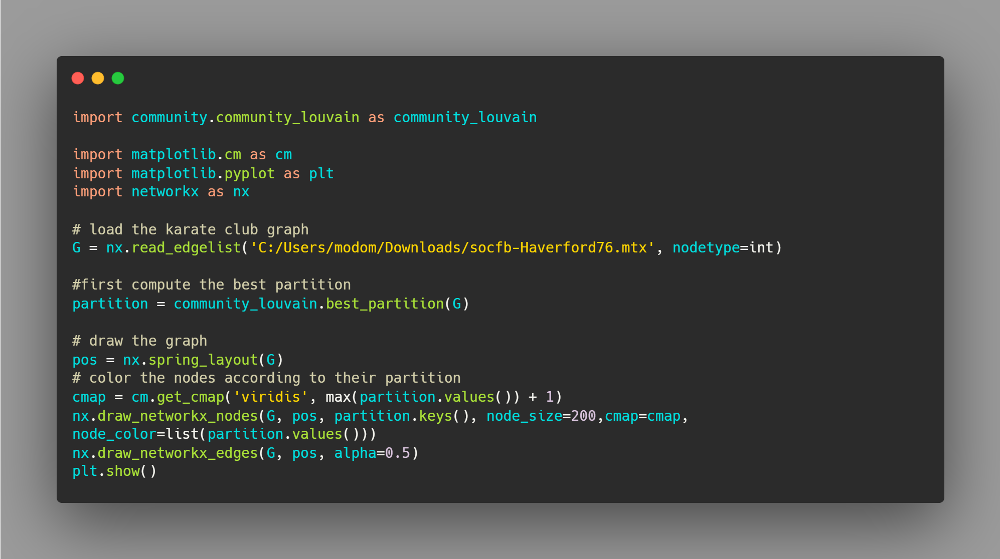 import community.community_louvain as community_louvain
import matplotlib.cm as cm
import matplotlib.pyplot as plt
import networkx as nx
# load the karate club graph
G = nx.read_edgelist('C:/Users/modom/Downloads/socfb-Haverford76.mtx', nodetype=int)
#first compute the best partition
partition = community_louvain.best_partition(G)
# draw the graph
pos = nx.spring_layout(G)
# color the nodes according to their partition
cmap = cm.get_cmap('viridis', max(partition.values()) + 1)
nx.draw_networkx_nodes(G, pos, partition.keys(), node_size=200,cmap=cmap,
node_color=list(partition.values()))
nx.draw_networkx_edges(G, pos, alpha=0.5)
plt.show()